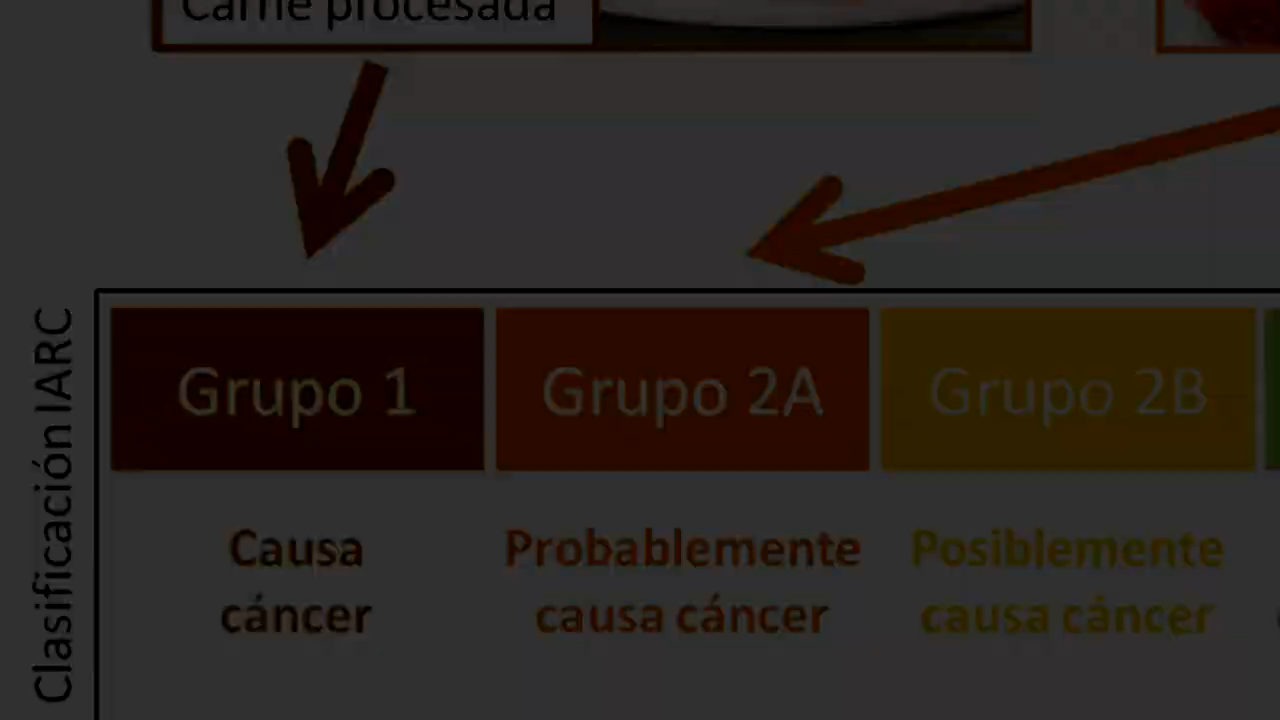 Carne procesada
Clasificación IARC
Grupo 1
Grupo 2A
Grupo 2B
Causa
cáncer
Probablemente
causa cáncer
Posiblemente
causa cáncer